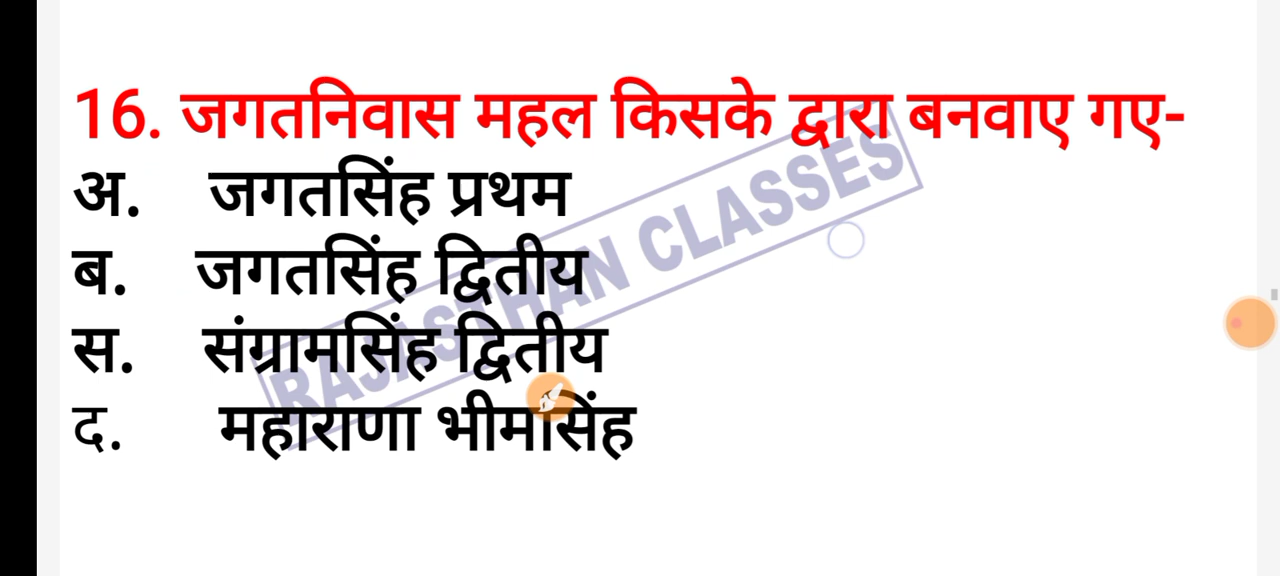 16. जगतनिवास महल किसके द्वारा बनवाए गए-
अ. जगतसिंह प्रथम
ब. जगतसिंह द्वितीय
स. संग्रामसिंह द्वितीय
द. महाराणा भीमसिंह
RAJASTHAN CLASSES